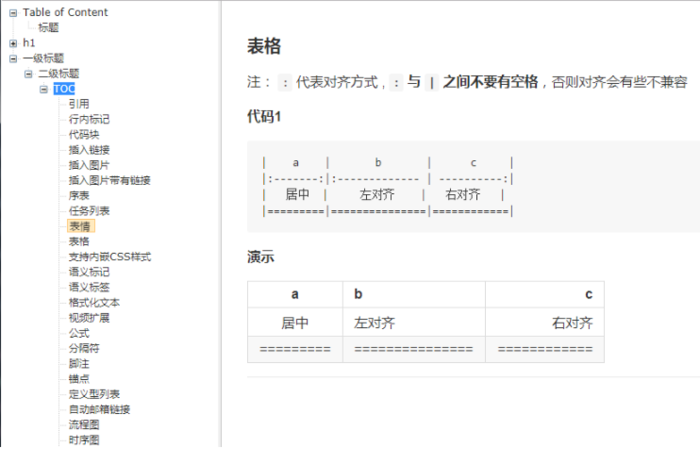 Table of Content
标题
h1
一级标题
二级标题
TOC
引用
行内标记
代码块
插入链接
插入图片
插入图片带有链接
序表
任务列表
表情
表格
支持内嵌CSS样式
语义标记
语义标签
格式化文本
视频扩展
公式
分隔符
脚注
锚点
定义型列表
自动邮箱链接
流程图
时序图
表格
注： : 代表对齐方式 , : 与 | 之间不要有空格，否则对齐会有些不兼容
代码1
| a | b | c |
|:-------:|:------------- | ----------:|
| 居中 | 左对齐 | 右对齐 |
|=========|===============|============|
演示
a b c
居中 左对齐 右对齐
========= =============== ============